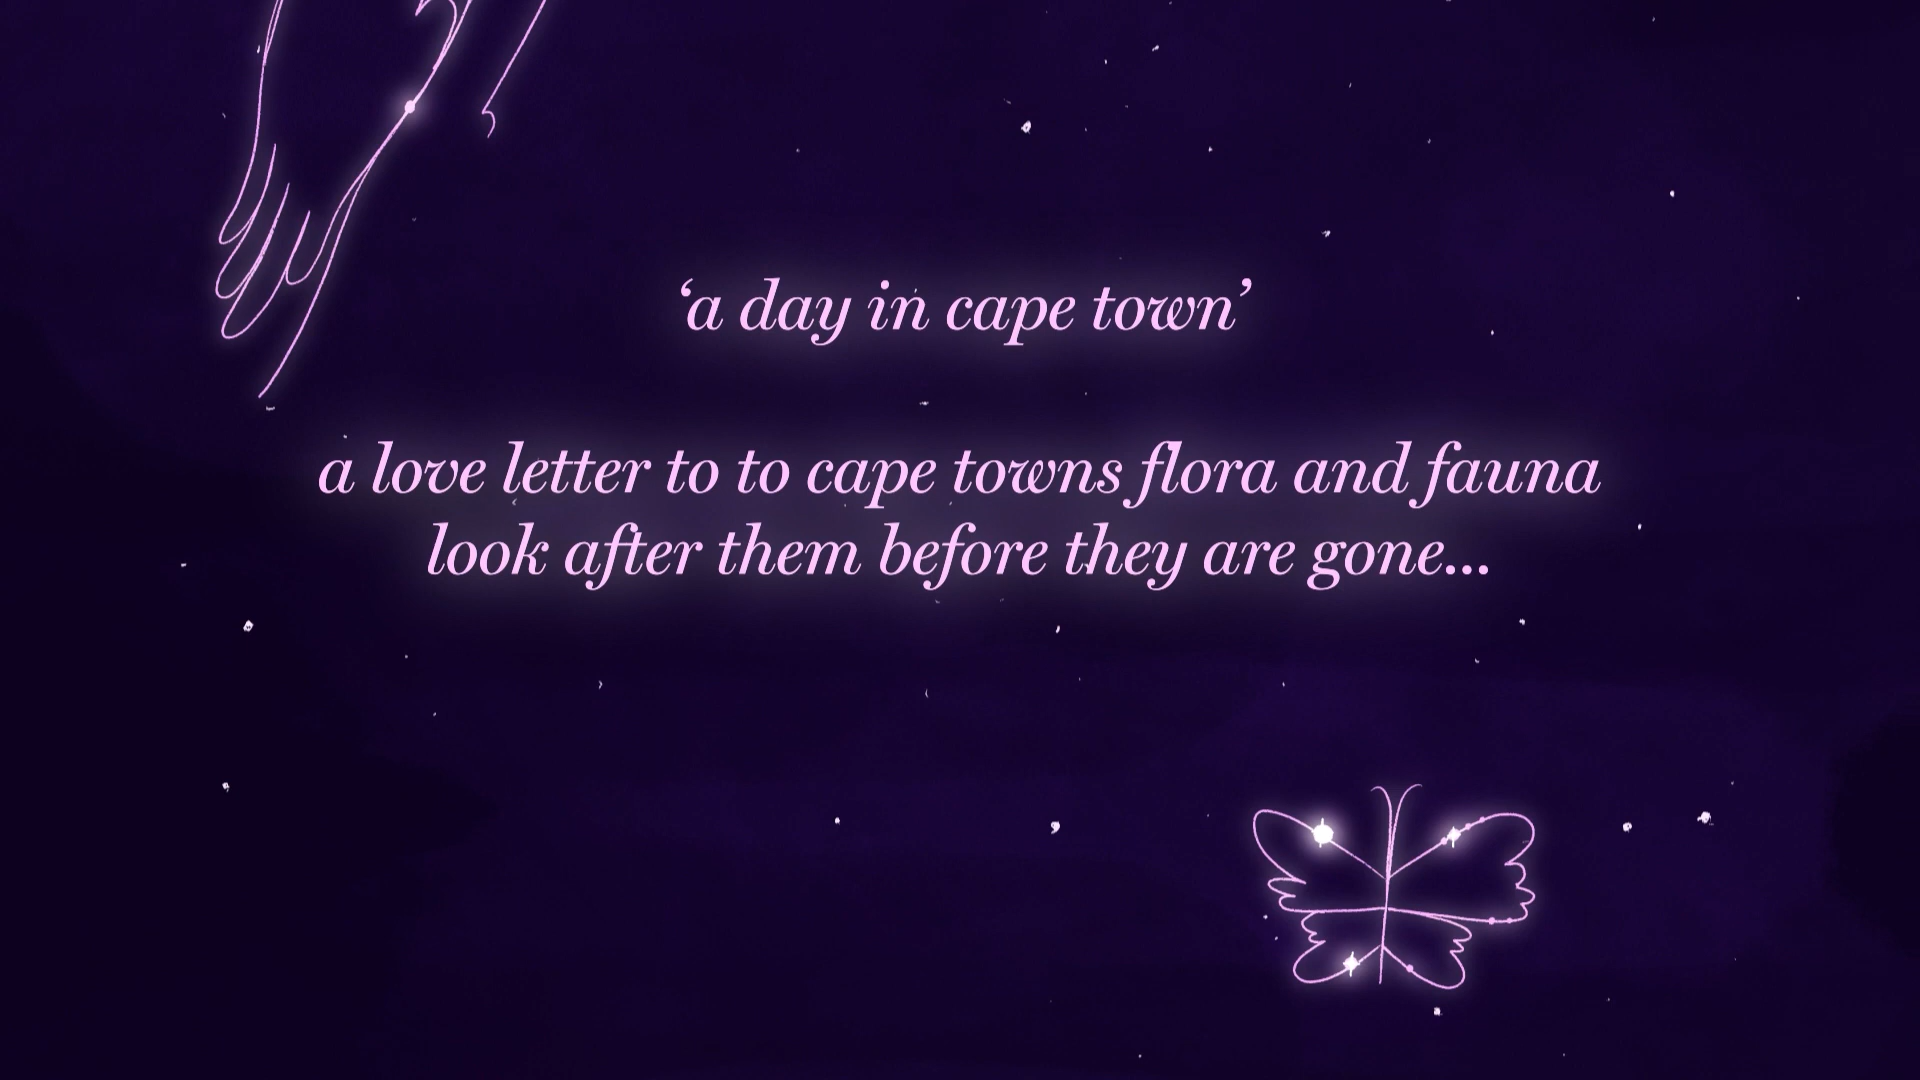 ‘a day in cape town’
a love letter to to cape towns flora and fauna
look after them before they are gone...